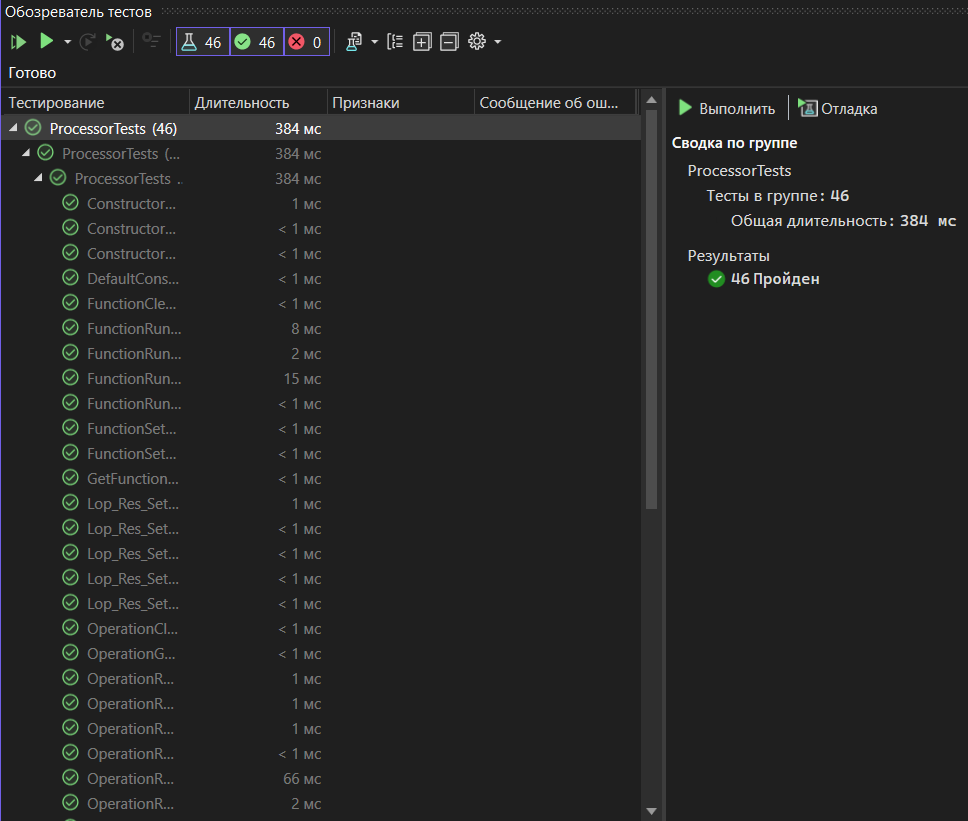 Обозреватель тестов
46 46 0
Готово
Тестирование Длительность Признаки Сообщение об ош...
ProcessorTests (46) 384 мс
ProcessorTests (... 384 мс
ProcessorTests .. 384 мс
Constructor... 1 мс
Constructor... < 1 мс
Constructor... < 1 мс
DefaultCons... < 1 мс
FunctionCle... < 1 мс
FunctionRun... 8 мс
FunctionRun... 2 мс
FunctionRun... 15 мс
FunctionRun... < 1 мс
FunctionSet... < 1 мс
FunctionSet... < 1 мс
GetFunction... < 1 мс
Lop_Res_Set... 1 мс
Lop_Res_Set... < 1 мс
Lop_Res_Set... < 1 мс
Lop_Res_Set... < 1 мс
Lop_Res_Set... < 1 мс
OperationCl... < 1 мс
OperationG... < 1 мс
OperationR... 1 мс
OperationR... 1 мс
OperationR... 1 мс
OperationR... < 1 мс
OperationR... 66 мс
OperationR... 2 мс
Выполнить Отладка
Сводка по группе
ProcessorTests
Тесты в группе: 46
Общая длительность: 384 мс
Результаты
46 Пройден